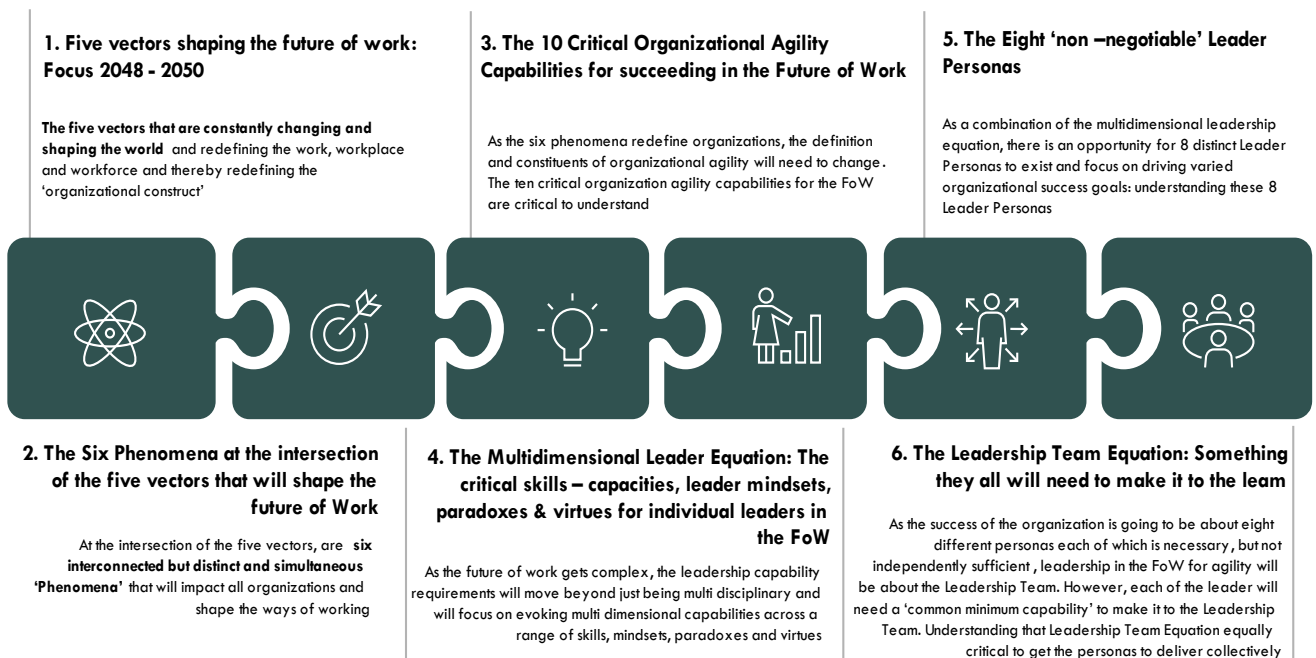 1. Five vectors shaping the future of work:
Focus 2048 - 2050
The five vectors that are constantly changing and
shaping the world and redefining the work, workplace
and workforce and thereby redefining the
‘organizational construct’
3. The 10 Critical Organizational Agility
Capabilities for succeeding in the Future of Work
As the six phenomena redefine organizations, the definition
and constituents of organizational agility will need to change.
The ten critical organization agility capabilities for the FoW
are critical to understand
5. The Eight ‘non –negotiable’ Leader
Personas
As a combination of the multidimensional leadership
equation, there is an opportunity for 8 distinct Leader
Personas to exist and focus on driving varied
organizational success goals: understanding these 8
Leader Personas
2. The Six Phenomena at the intersection
of the five vectors that will shape the
future of Work
At the intersection of the five vectors, are six
interconnected but distinct and simultaneous
‘Phenomena’ that will impact all organizations and
shape the ways of working
4. The Multidimensional Leader Equation: The
critical skills – capacities, leader mindsets,
paradoxes & virtues for individual leaders in
the FoW
As the future of work gets complex, the leadership capability
requirements will move beyond just being multi disciplinary and
will focus on evoking multi dimensional capabilities across a
range of skills, mindsets, paradoxes and virtues
6. The Leadership Team Equation: Something
they all will need to make it to the leam
As the success of the organization is going to be about eight
different personas each of which is necessary, but not
independently sufficient, leadership in the FoW for agility will
be about the Leadership Team. However, each of the leader will
need a ‘common minimum capability’ to make it to the Leadership
Team. Understanding that Leadership Team Equation equally
critical to get the personas to deliver collectively